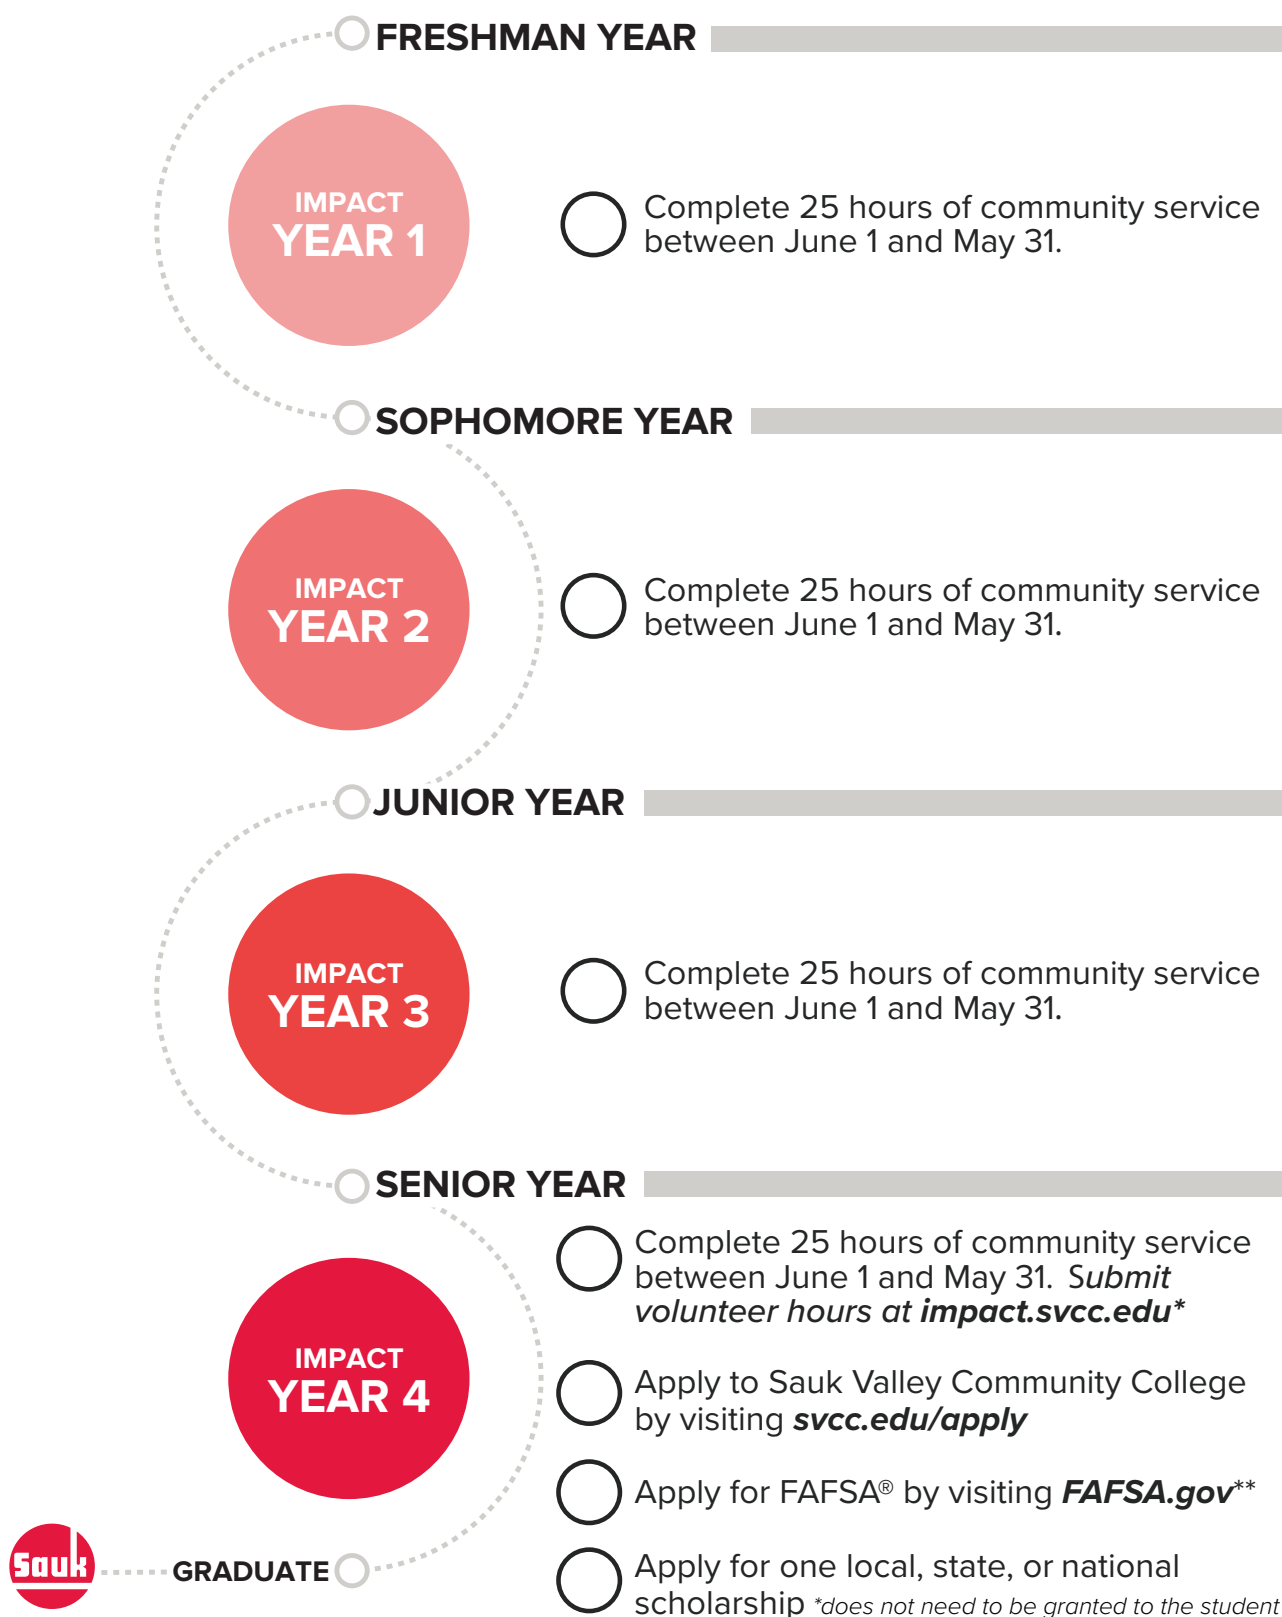 FRESHMAN YEAR
IMPACT
YEAR 1
Complete 25 hours of community service
between June 1 and May 31.
SOPHOMORE YEAR
IMPACT
YEAR 2
Complete 25 hours of community service
between June 1 and May 31.
JUNIOR YEAR
IMPACT
YEAR 3
Complete 25 hours of community service
between June 1 and May 31.
SENIOR YEAR
IMPACT
YEAR 4
Complete 25 hours of community service
between June 1 and May 31. Submit
volunteer hours at impact.svcc.edu*
Apply to Sauk Valley Community College
by visiting svcc.edu/apply
Apply for FAFSA® by visiting FAFSA.gov**
Apply for one local, state, or national
scholarship *does not need to be granted to the student
Sauk
GRADUATE